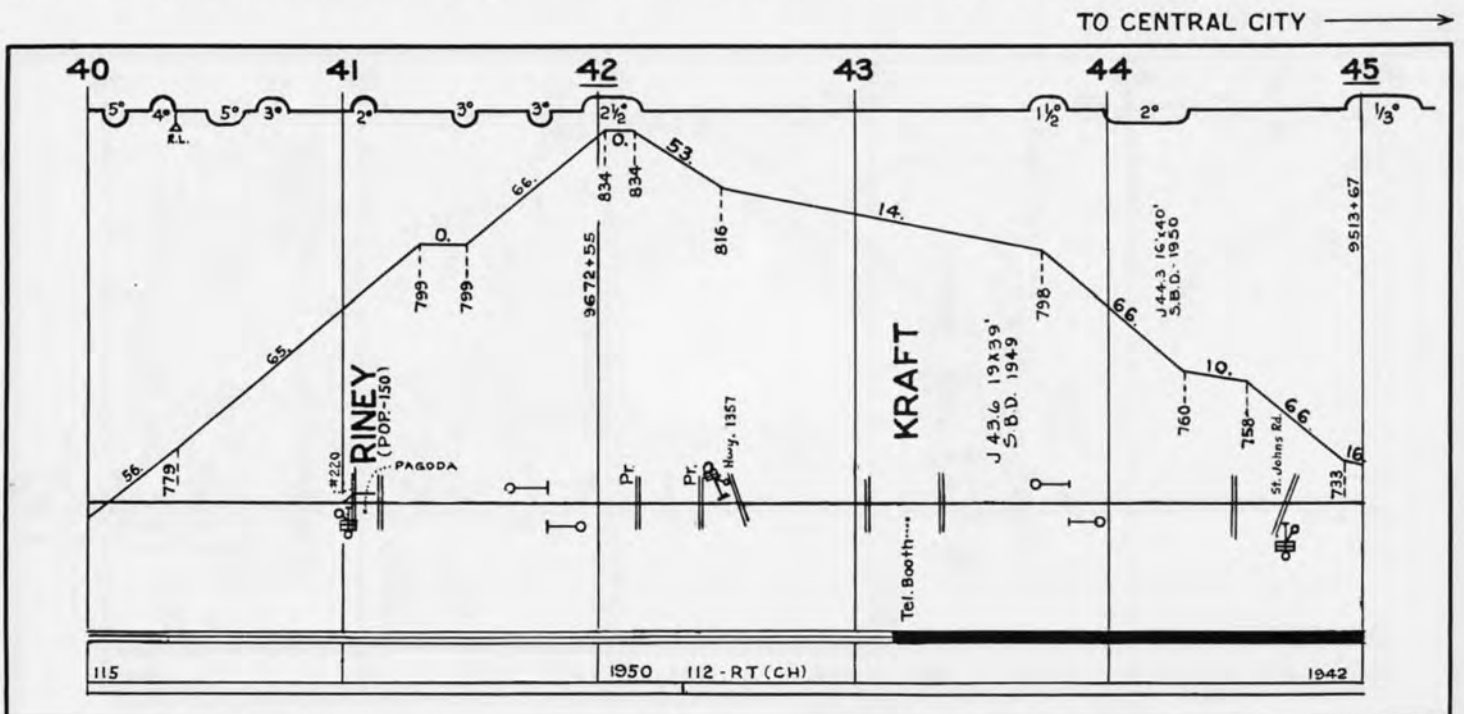 TO CENTRAL CITY
40 41 42 43 44 45
5° 4° 5° 3° 2° 3° 3° 2½° 1½° 2° 1/3°
R.L.
56. 65. 0. 66. 0. 53. 14. 66. 10. 66 16
779 799 799 834 834 816 798 760 758 733
9672+55
9513+67
J 44.3 16'x40'
S.B.D. - 1950
RINEY
(POP.-150)
#220
PAGODA
Pr.
Pr.
Hwy. 1357
KRAFT
J 43.6 19x39'
S.B.D. 1949
St. Johns Rd.
Tel. Booth
115 1950 112-RT (CH) 1942